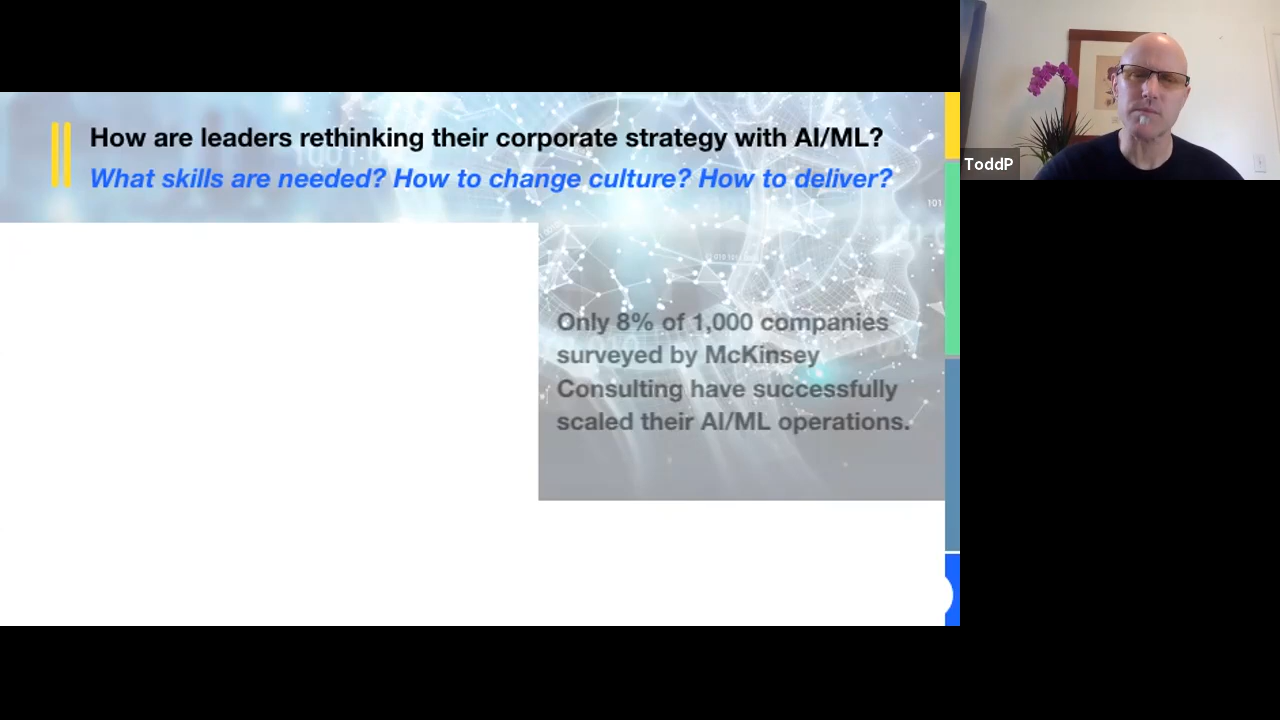 How are leaders rethinking their corporate strategy with AI/ML?
What skills are needed? How to change culture? How to deliver?
Only 8% of 1,000 companies
surveyed by McKinsey
Consulting have successfully
scaled their AI/ML operations.
ToddP
101